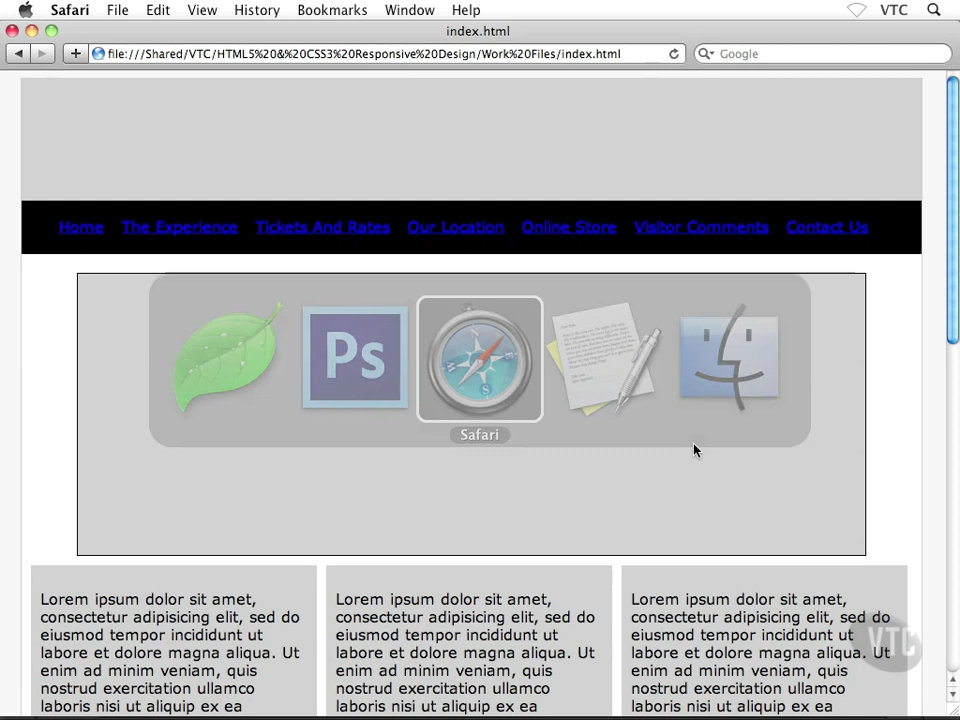 Safari File Edit View History Bookmarks Window Help VTC
index.html
file:///Shared/VTC/HTML5%20&%20CSS3%20Responsive%20Design/Work%20Files/index.html Google
Home The Experience Tickets And Rates Our Location Online Store Visitor Comments Contact Us
Ps
Safari
Lorem ipsum dolor sit amet,
consectetur adipisicing elit, sed do
eiusmod tempor incididunt ut
labore et dolore magna aliqua. Ut
enim ad minim veniam, quis
nostrud exercitation ullamco
laboris nisi ut aliquip ex ea
Lorem ipsum dolor sit amet,
consectetur adipisicing elit, sed do
eiusmod tempor incididunt ut
labore et dolore magna aliqua. Ut
enim ad minim veniam, quis
nostrud exercitation ullamco
laboris nisi ut aliquip ex ea
Lorem ipsum dolor sit amet,
consectetur adipisicing elit, sed do
eiusmod tempor incididunt ut
labore et dolore magna aliqua. Ut
enim ad minim veniam, quis
nostrud exercitation ullamco
laboris nisi ut aliquip ex ea
VTC